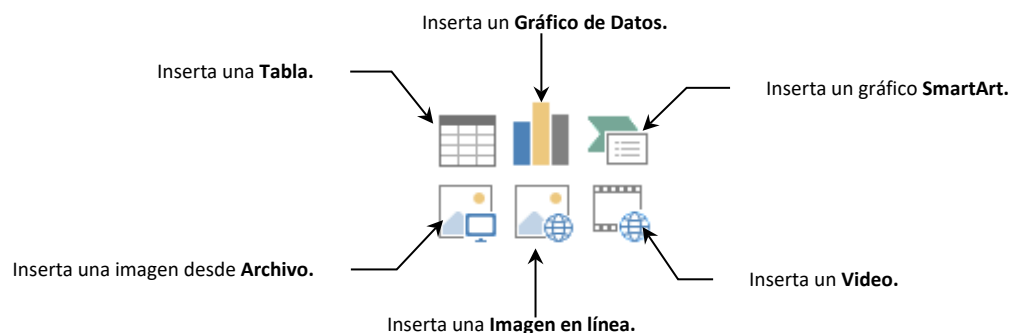 Inserta un Gráfico de Datos.
Inserta una Tabla.
Inserta un gráfico SmartArt.
Inserta una imagen desde Archivo.
Inserta un Video.
Inserta una Imagen en línea.